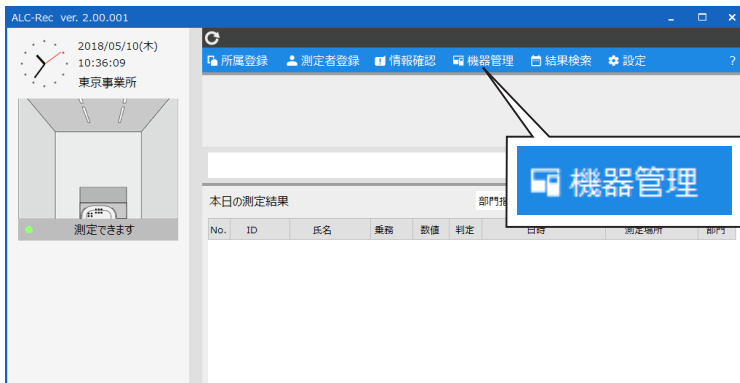 ALC-Rec ver. 2.00.001
2018/05/10(木)
10:36:09
東京事業所
測定できます
所属登録 測定者登録 情報確認 機器管理 結果検索 設定 ?
機器管理
本日の測定結果
No. ID 氏名 乗務 数値 判定 日時 測定場所 部門